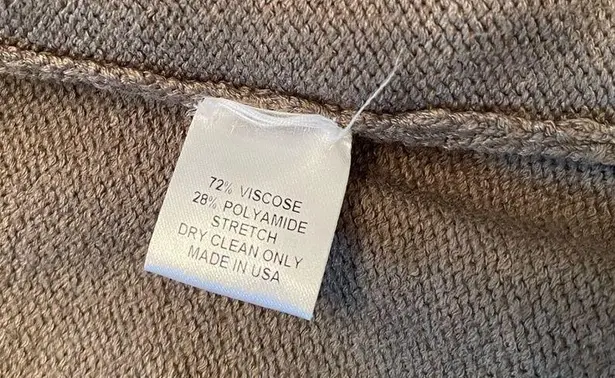 72% VISCOSE
28% POLYAMIDE
STRETCH
DRY CLEAN ONLY
MADE IN USA